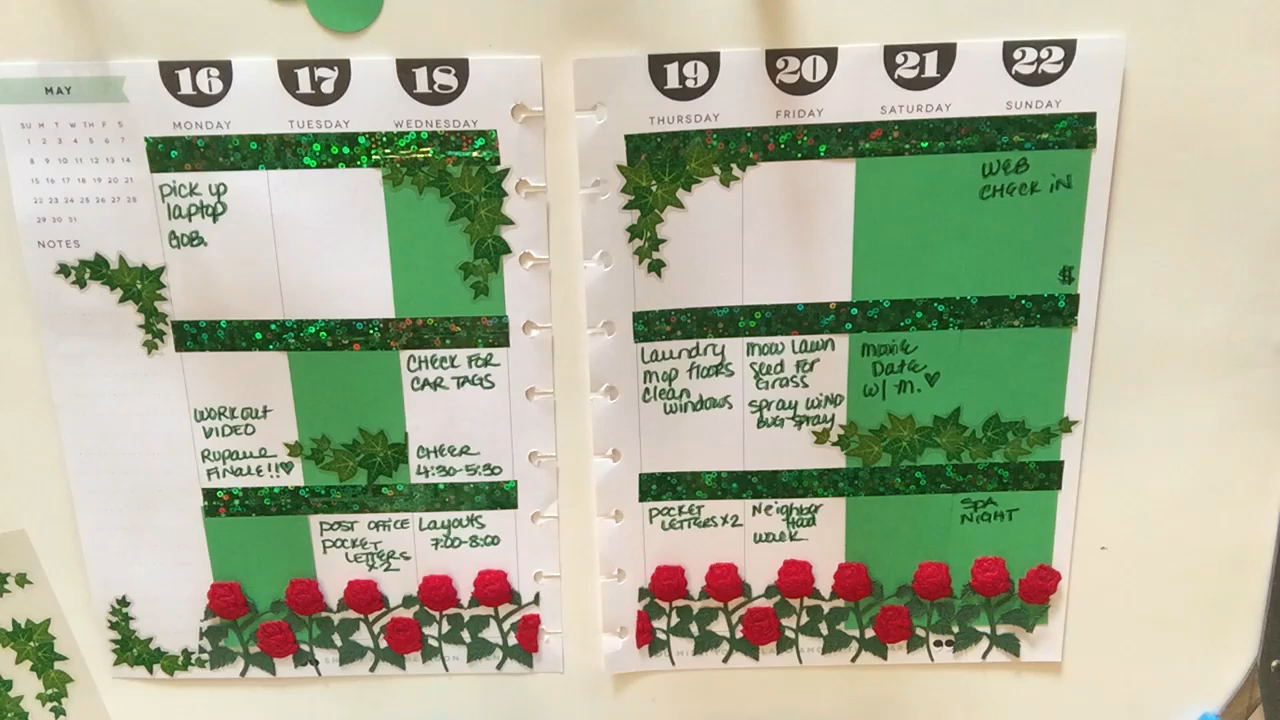 MAY
SU M T W TH F S
1 2 3 4 5 6 7
8 9 10 11 12 13 14
15 16 17 18 19 20 21
22 23 24 25 26 27 28
29 30 31
NOTES
16
MONDAY
17
TUESDAY
18
WEDNESDAY
19
THURSDAY
20
FRIDAY
21
SATURDAY
22
SUNDAY
pick up
laptop
GOB.
WEB
CHECK iN
$
WORKOUT
VIDEO
Rupaul
FiNALE!!♡
CHECK FOR
CAR TAGS
CHEER
4:30-5:30
Laundry
mop floors
clean
windows
mow Lawn
Seed For
Grass
Spray WiND
BUG Spray
movie
Date
w/ m. ♡
POST OFFICE
POCKET
LETTERS
x2
Layouts
7:00-8:00
POCKET
LETTERS x2
Neighbor
Hood
walk
SPA
NIGHT